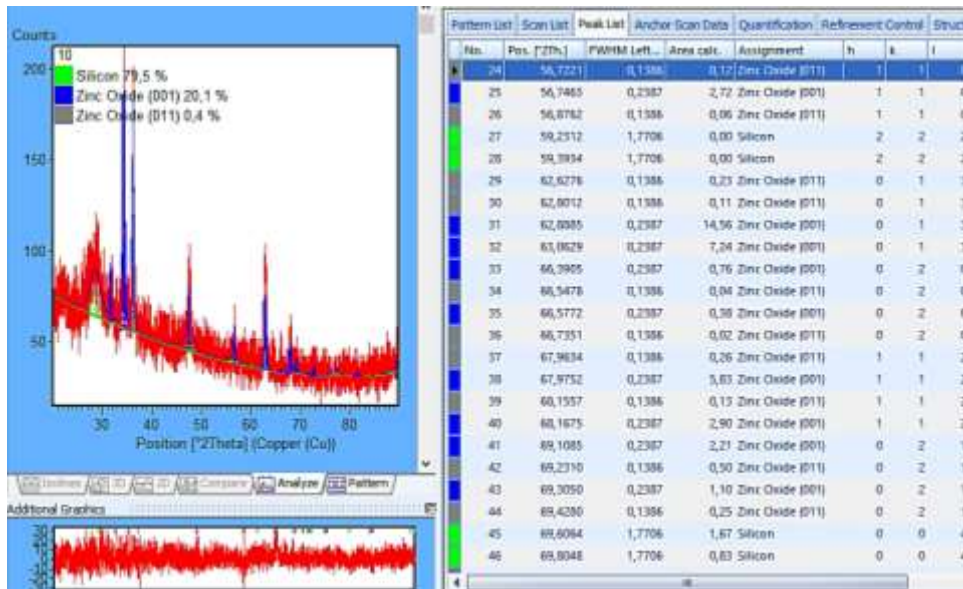 Counts
10
Silicon 79,5 %
Zinc Oxide (001) 20,1 %
Zinc Oxide (011) 0,4 %
200
150
100
50
30 40 50 60 70 80
Position [°2Theta] (Copper (Cu))
Isolines 3D 2D Compare Analyze Pattern
Additional Graphics
Pattern List Scan List Peak List Anchor Scan Data Quantification Refinement Control Struct
No. Pos. [°2Th.] FWHM Left... Area calc. Assignment h k l
24 56,7221 0,1386 0,12 Zinc Oxide (011) 1 1
25 56,7463 0,2387 2,72 Zinc Oxide (001) 1 1
26 56,8762 0,1386 0,06 Zinc Oxide (011) 1 1
27 59,2312 1,7706 0,00 Silicon 2 2
28 59,3934 1,7706 0,00 Silicon 2 2
29 62,6276 0,1386 0,23 Zinc Oxide (011) 0 1
30 62,8012 0,1386 0,11 Zinc Oxide (011) 0 1
31 62,8885 0,2387 14,56 Zinc Oxide (001) 0 1
32 63,0629 0,2387 7,24 Zinc Oxide (001) 0 1
33 66,3905 0,2387 0,76 Zinc Oxide (001) 0 2
34 66,5478 0,1386 0,04 Zinc Oxide (011) 0 2
35 66,5772 0,2387 0,38 Zinc Oxide (001) 0 2
36 66,7351 0,1386 0,02 Zinc Oxide (011) 0 2
37 67,9634 0,1386 0,26 Zinc Oxide (011) 1 1
38 67,9752 0,2387 5,83 Zinc Oxide (001) 1 1
39 68,1557 0,1386 0,13 Zinc Oxide (011) 1 1
40 68,1675 0,2387 2,90 Zinc Oxide (001) 1 1
41 69,1085 0,2387 2,21 Zinc Oxide (001) 0 2
42 69,2310 0,1386 0,50 Zinc Oxide (011) 0 2
43 69,3050 0,2387 1,10 Zinc Oxide (001) 0 2
44 69,4280 0,1386 0,25 Zinc Oxide (011) 0 2
45 69,6064 1,7706 1,67 Silicon 0 0
46 69,8048 1,7706 0,83 Silicon 0 0